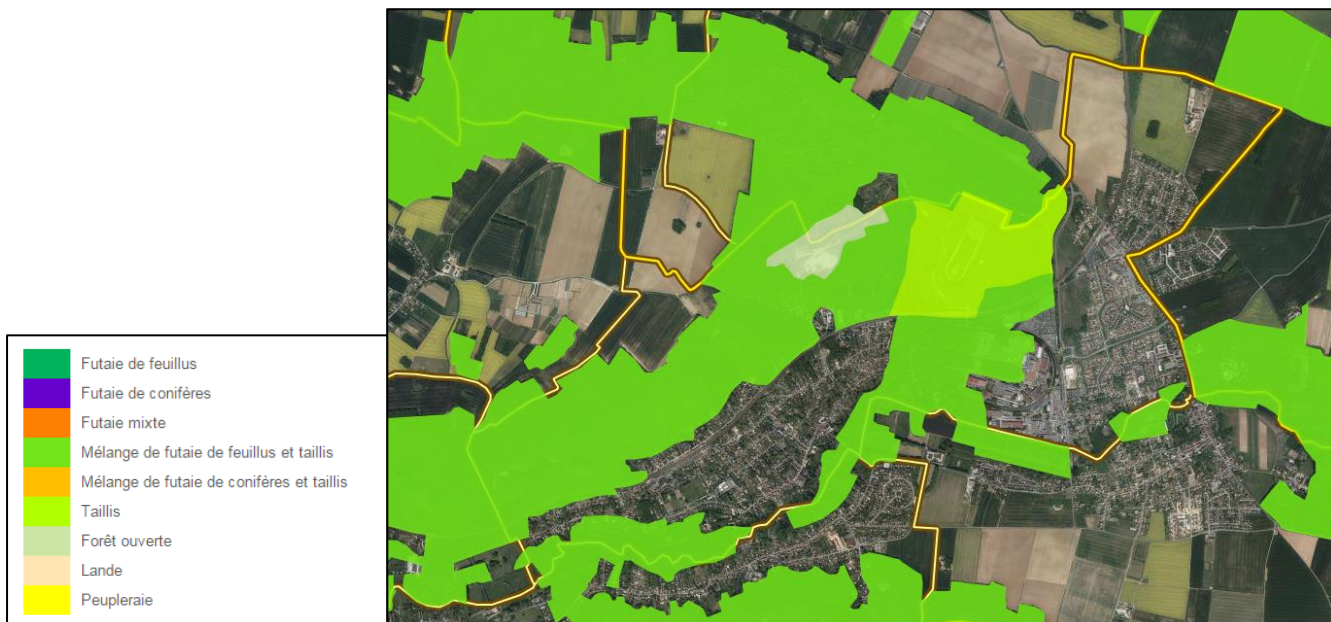 Futaie de feuillus
Futaie de conifères
Futaie mixte
Mélange de futaie de feuillus et taillis
Mélange de futaie de conifères et taillis
Taillis
Forêt ouverte
Lande
Peupleraie